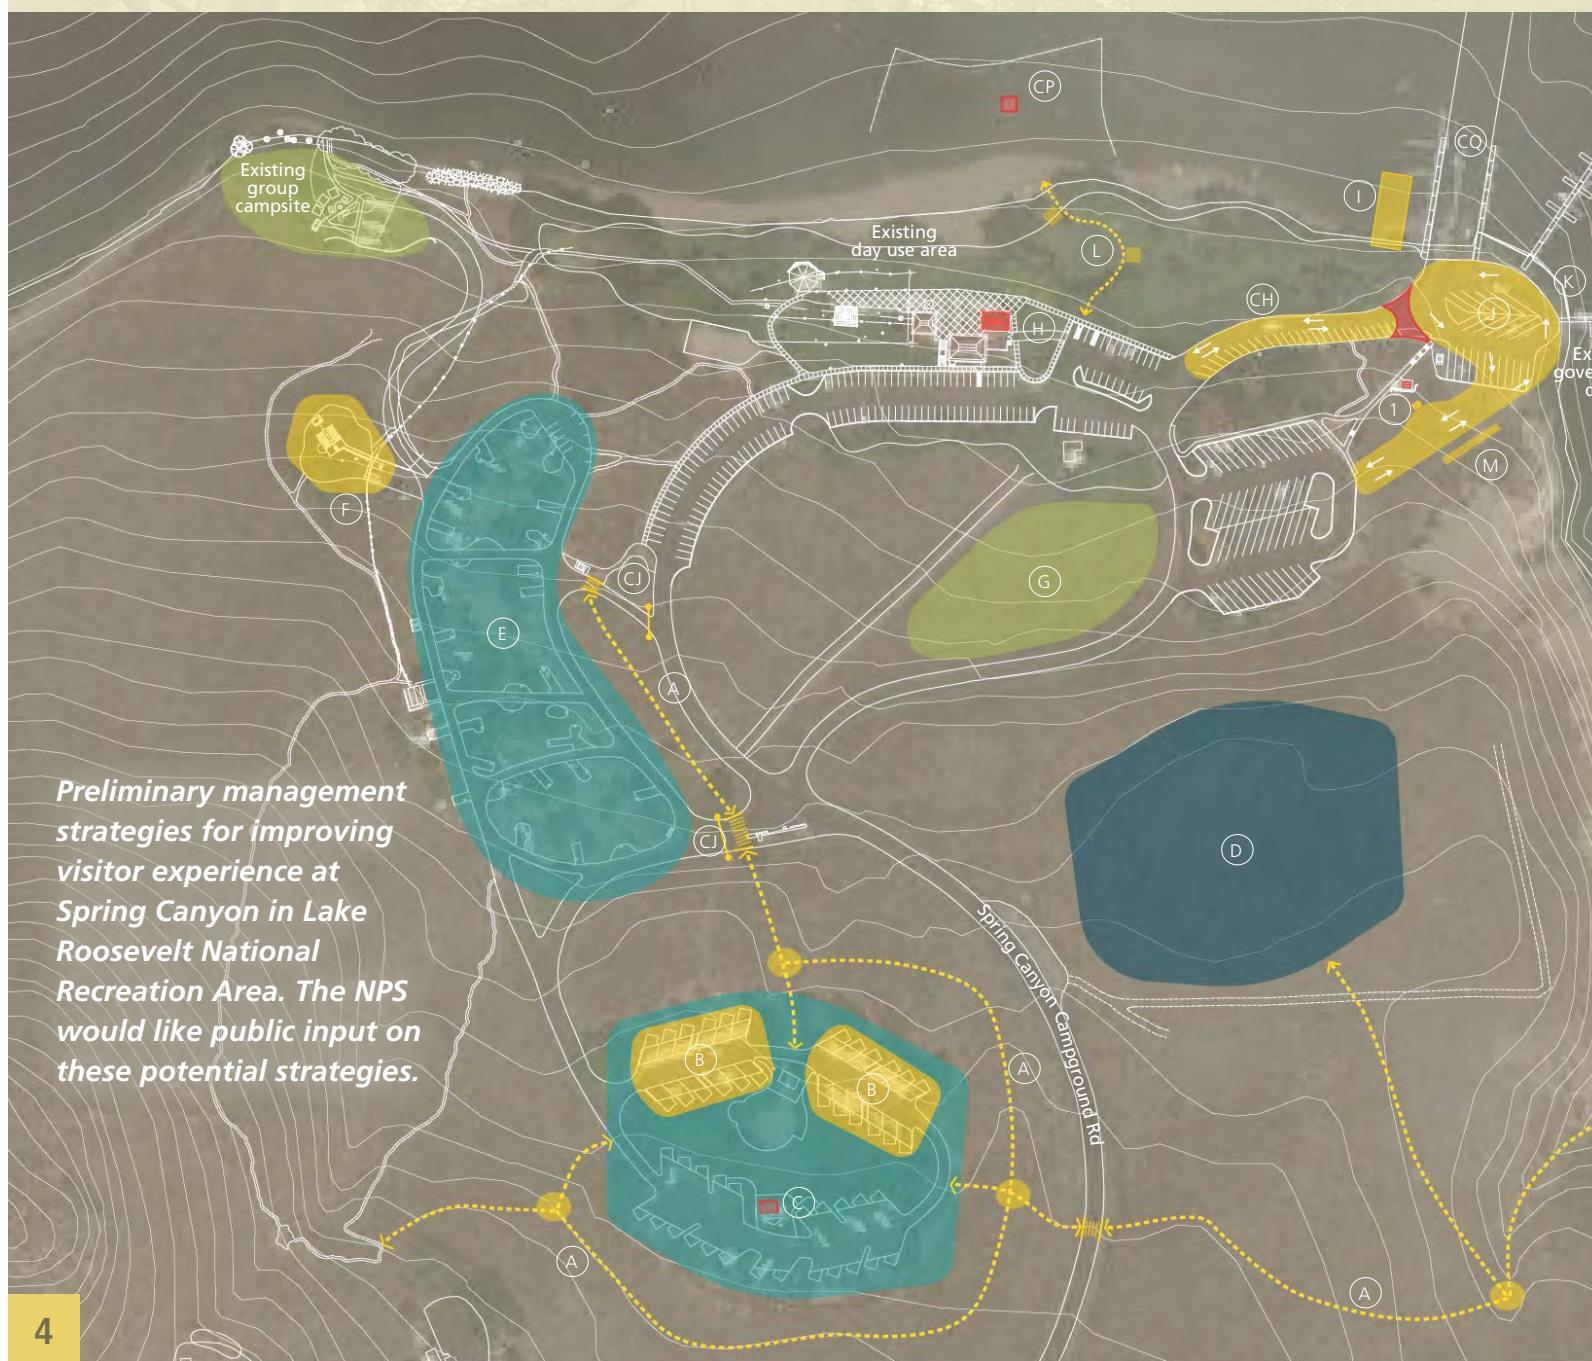 CP
CQ
I
Existing
group
campsite
Existing
day use area
L
CH
K
J
H
1
M
F
CJ
G
E
A
Preliminary management
strategies for improving
visitor experience at
Spring Canyon in Lake
Roosevelt National
Recreation Area. The NPS
would like public input on
these potential strategies.
CJ
D
Spring Canyon Campground Rd
B
B
A
C
A
A
4